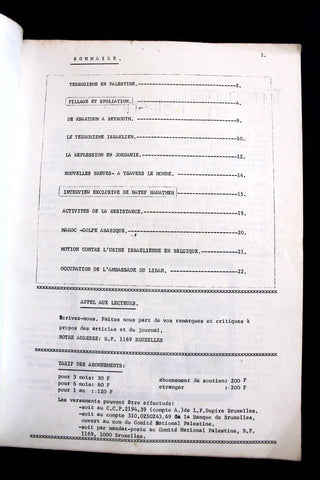 1.
SOMMAIRE.
TERRORISME EN PALESTINE.---------------------2.
PILLAGE ET SPOLIATION.-----------------------4.
DE KHARTOUM A BEYROUTH.----------------------9.
LE TERRORISME ISRAELIEN.---------------------10.
LA REPRESSION EN JORDANIE.-------------------12.
NOUVELLES BREVES- A TRAVERS LE MONDE.--------14.
INTERVIEW EXCLUSIVE DE NAYEF HAWATMEH--------15.
ACTIVITES DE LA RESISTANCE.------------------19.
MAROC -GOLFE ARABIQUE.-----------------------20.
MOTION CONTRE L'USINE ISRAELIENNE EN BELGIQUE.-------21.
OCCUPATION DE L'AMBASSADE DU LIBAN.----------22.
APPEL AUX LECTEURS.
Ecrivez-nous. Faites nous part de vos remarques et critiques à
propos des articles et du journal.
NOTRE ADRESSE: B.P. 1169 BRUXELLES
TARIF DES ABONNEMENTS:
pour 3 mois: 30 F abonnement de soutien: 200 F
pour 6 mois: 60 F etranger : 200 F
pour 1 an :120 F
Les versements peuvent être effectués:
-soit au C.C.P.2194.39 (compte A.)de L.P.Dupire Bruxelles.
-soit au compte 310.0250243.69 de la Banque de Bruxelles,
ouvert au nom du Comité National Palestine.
-soit par mandat-poste au Comité National Palestine, B.P.
1169, 1000 Bruxelles.